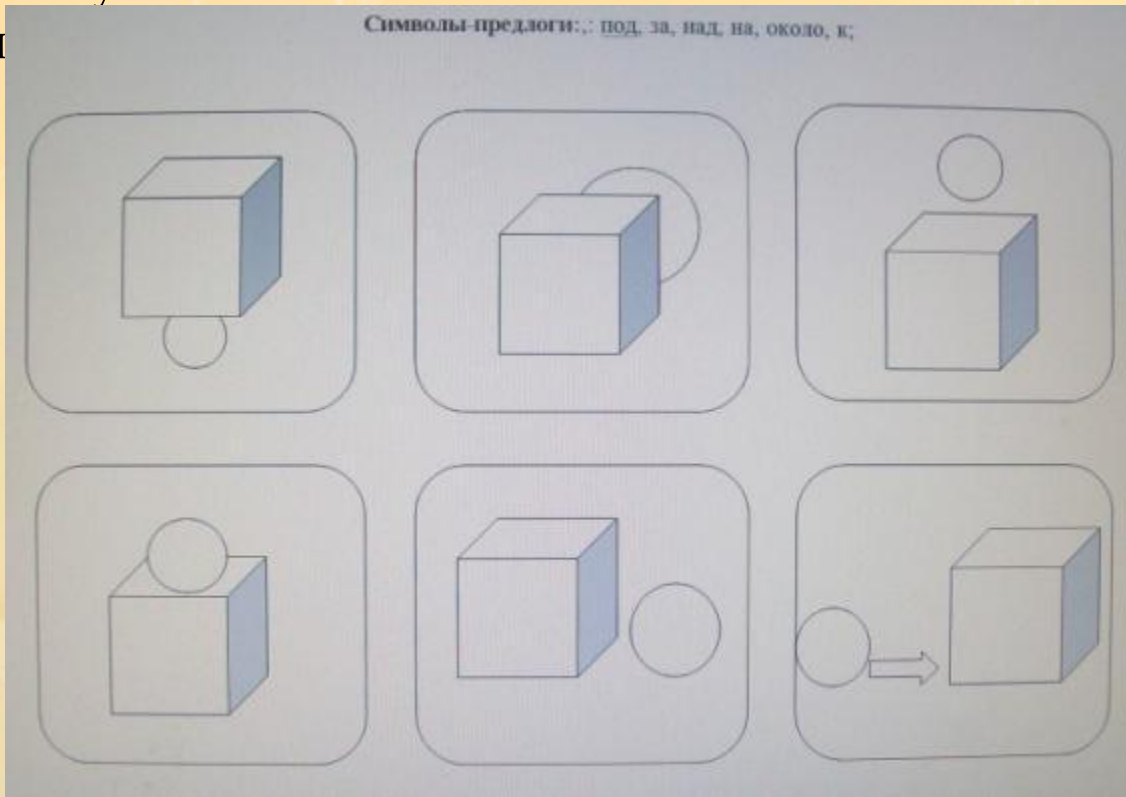 Символы-предлоги:,: под, за, над, на, около, к;